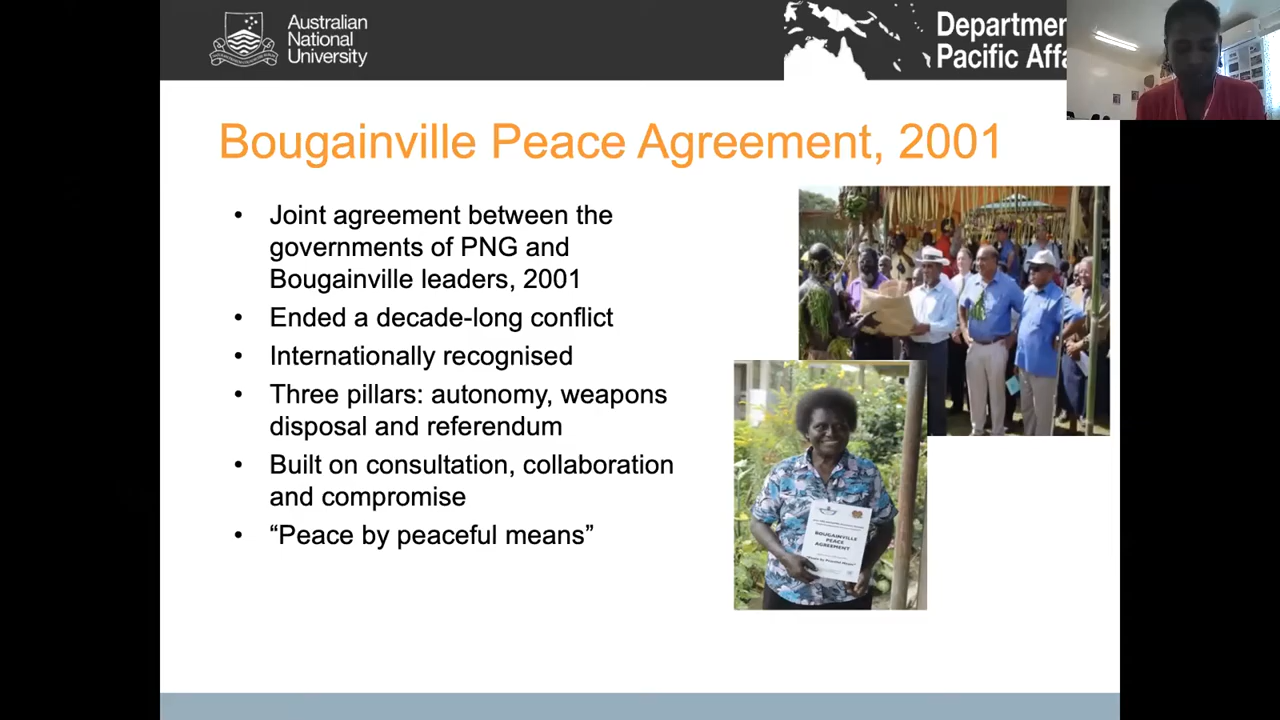 Australian
National
University
Department
Pacific Affa
Bougainville Peace Agreement, 2001
• Joint agreement between the
governments of PNG and
Bougainville leaders, 2001
• Ended a decade-long conflict
• Internationally recognised
• Three pillars: autonomy, weapons
disposal and referendum
• Built on consultation, collaboration
and compromise
• “Peace by peaceful means”
BOUGAINVILLE
PEACE
AGREEMENT